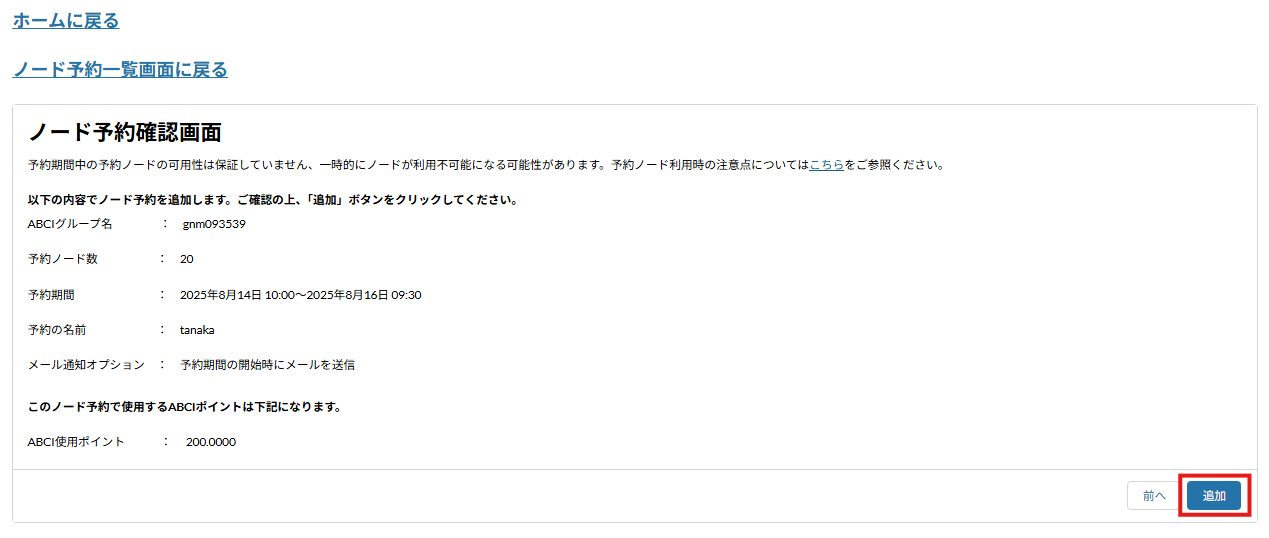 ホームに戻る
ノード予約一覧画面に戻る
ノード予約確認画面
予約期間中の予約ノードの可用性は保証していません、一時的にノードが利用不可能になる可能性があります。予約ノード利用時の注意点についてはこちらをご参照ください。
以下の内容でノード予約を追加します。ご確認の上、「追加」ボタンをクリックしてください。
ABCIグループ名 : gnm093539
予約ノード数 : 20
予約期間 : 2025年8月14日 10:00～2025年8月16日 09:30
予約の名前 : tanaka
メール通知オプション : 予約期間の開始時にメールを送信
このノード予約で使用するABCIポイントは下記になります。
ABCI使用ポイント : 200.0000
前へ 追加